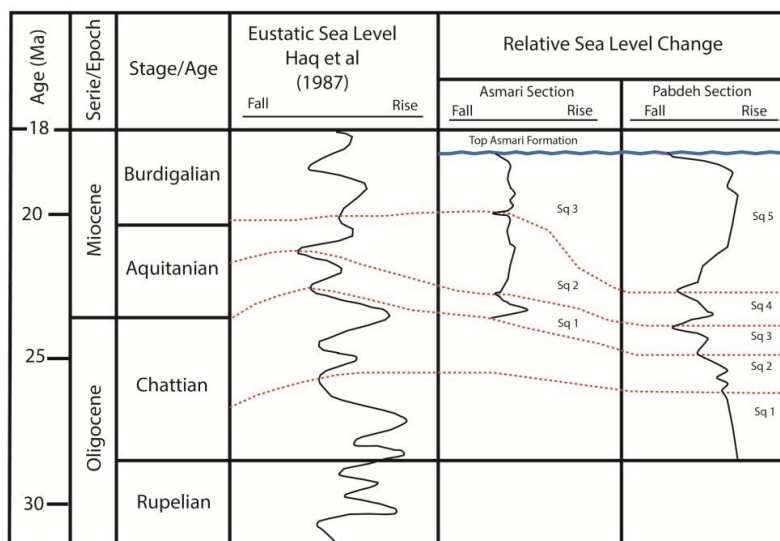 Age (Ma)
Serie/Epoch
Stage/Age
Eustatic Sea Level
Haq et al
(1987)
Fall Rise
Relative Sea Level Change
Asmari Section
Fall Rise
Pabdeh Section
Fall Rise
18
20
25
30
Miocene
Oligocene
Burdigalian
Aquitanian
Chattian
Rupelian
Top Asmari Formation
Sq 3
Sq 2
Sq 1
Sq 5
Sq 4
Sq 3
Sq 2
Sq 1